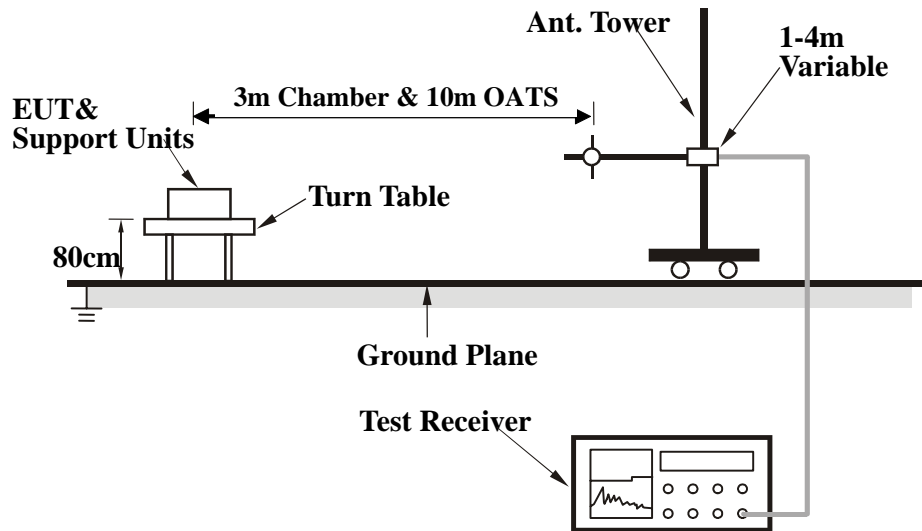 Ant. Tower
1-4m
Variable
3m Chamber & 10m OATS
EUT&
Support Units
Turn Table
80cm
Ground Plane
Test Receiver